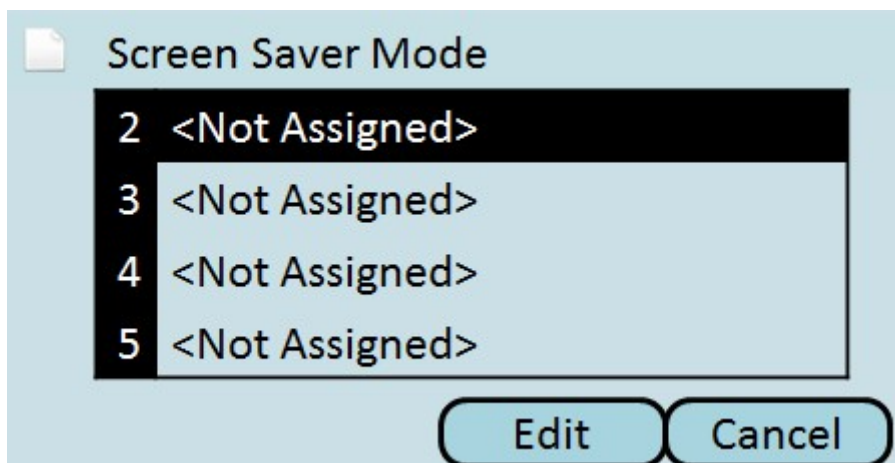 Screen Saver Mode
2 <Not Assigned>
3 <Not Assigned>
4 <Not Assigned>
5 <Not Assigned>
Edit Cancel